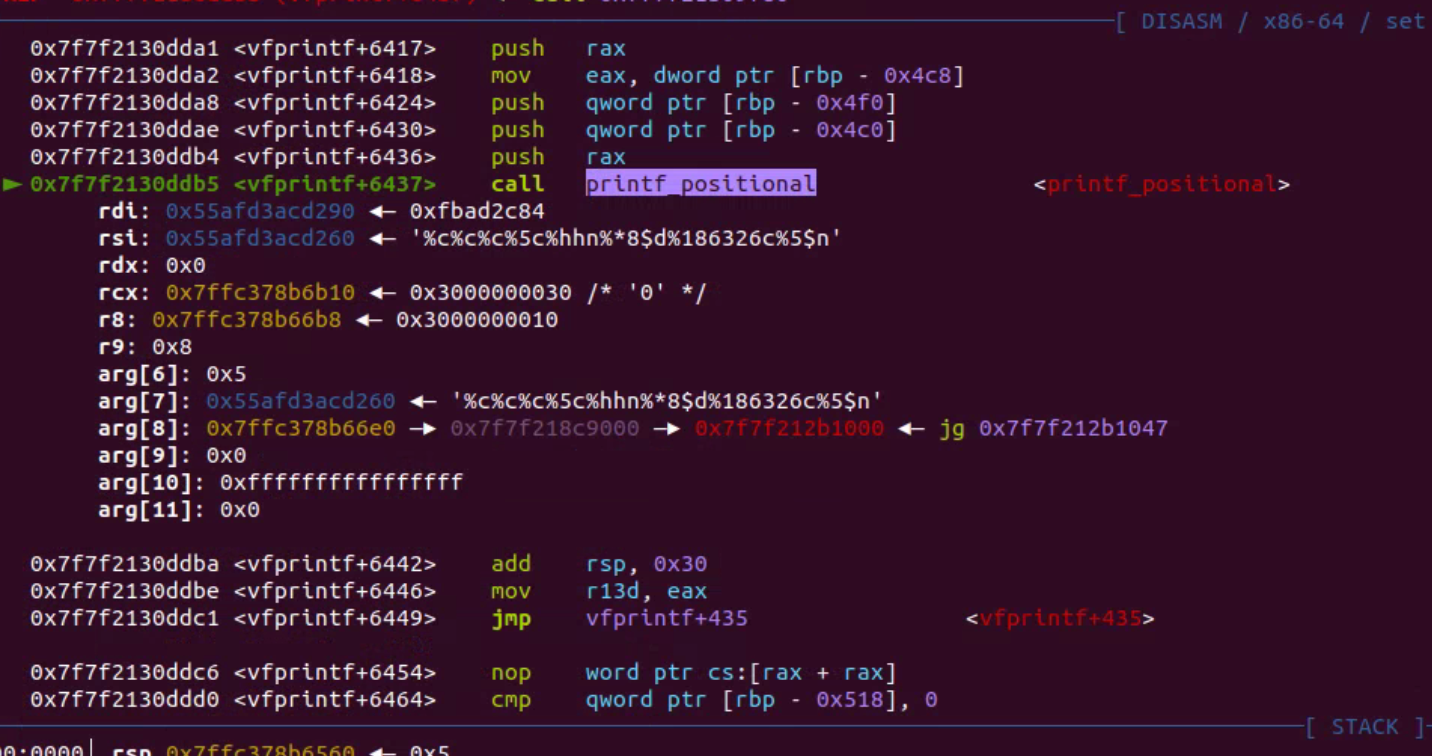 [ DISASM / x86-64 / set
0x7f7f2130dda1 <vfprintf+6417> push rax
0x7f7f2130dda2 <vfprintf+6418> mov eax, dword ptr [rbp - 0x4c8]
0x7f7f2130dda8 <vfprintf+6424> push qword ptr [rbp - 0x4f0]
0x7f7f2130ddae <vfprintf+6430> push qword ptr [rbp - 0x4c0]
0x7f7f2130ddb4 <vfprintf+6436> push rax
► 0x7f7f2130ddb5 <vfprintf+6437> call printf_positional <printf_positional>
rdi: 0x55afd3acd290 ◂— 0xfbad2c84
rsi: 0x55afd3acd260 ◂— '%c%c%c%5c%hhn%*8$d%186326c%5$n'
rdx: 0x0
rcx: 0x7ffc378b6b10 ◂— 0x3000000030 /* '0' */
r8: 0x7ffc378b66b8 ◂— 0x3000000010
r9: 0x8
arg[6]: 0x5
arg[7]: 0x55afd3acd260 ◂— '%c%c%c%5c%hhn%*8$d%186326c%5$n'
arg[8]: 0x7ffc378b66e0 —▸ 0x7f7f218c9000 —▸ 0x7f7f212b1000 ◂— jg 0x7f7f212b1047
arg[9]: 0x0
arg[10]: 0xffffffffffffffff
arg[11]: 0x0
0x7f7f2130ddba <vfprintf+6442> add rsp, 0x30
0x7f7f2130ddbe <vfprintf+6446> mov r13d, eax
0x7f7f2130ddc1 <vfprintf+6449> jmp vfprintf+435 <vfprintf+435>
0x7f7f2130ddc6 <vfprintf+6454> nop word ptr cs:[rax + rax]
0x7f7f2130ddd0 <vfprintf+6464> cmp qword ptr [rbp - 0x518], 0
[ STACK ]
00:0000│ rsp 0x7ffc378b6560 ◂— 0x5